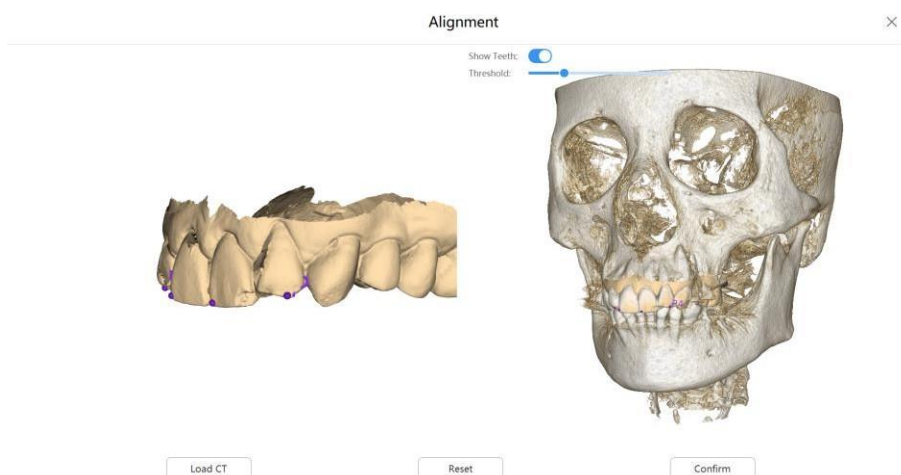 Alignment
Show Teeth:
Threshold:
Load CT
Reset
Confirm